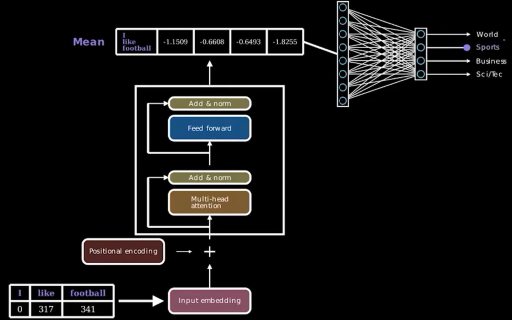 Mean
I like football -1.1509 -0.6608 -0.6493 -1.8255
World
Sports
Business
Sci/Tec
Add & norm
Feed forward
Add & norm
Multi-head
attention
Positional encoding
+
Input embedding
I like football
0 317 341